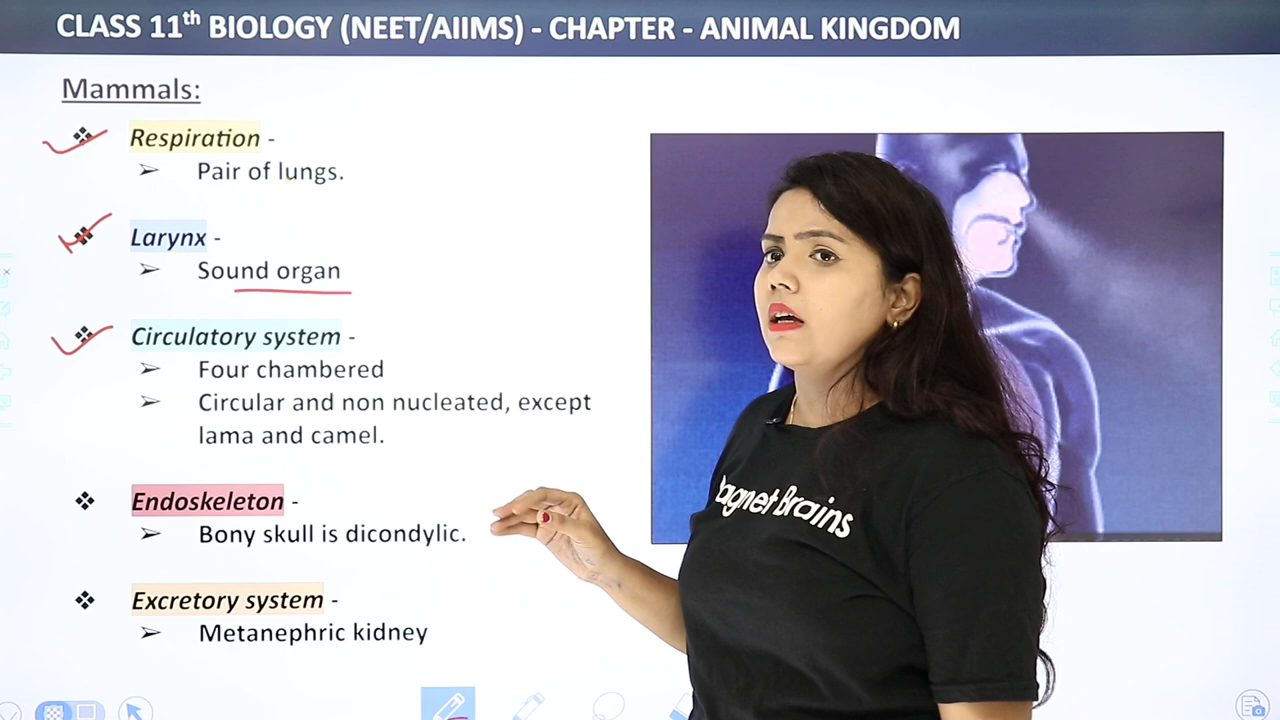 CLASS 11th BIOLOGY (NEET/AIIMS) - CHAPTER - ANIMAL KINGDOM
Mammals:
❖ Respiration -
➢ Pair of lungs.
❖ Larynx -
➢ Sound organ
❖ Circulatory system -
➢ Four chambered
➢ Circular and non nucleated, except
lama and camel.
❖ Endoskeleton -
➢ Bony skull is dicondylic.
❖ Excretory system -
➢ Metanephric kidney
agnet Brains